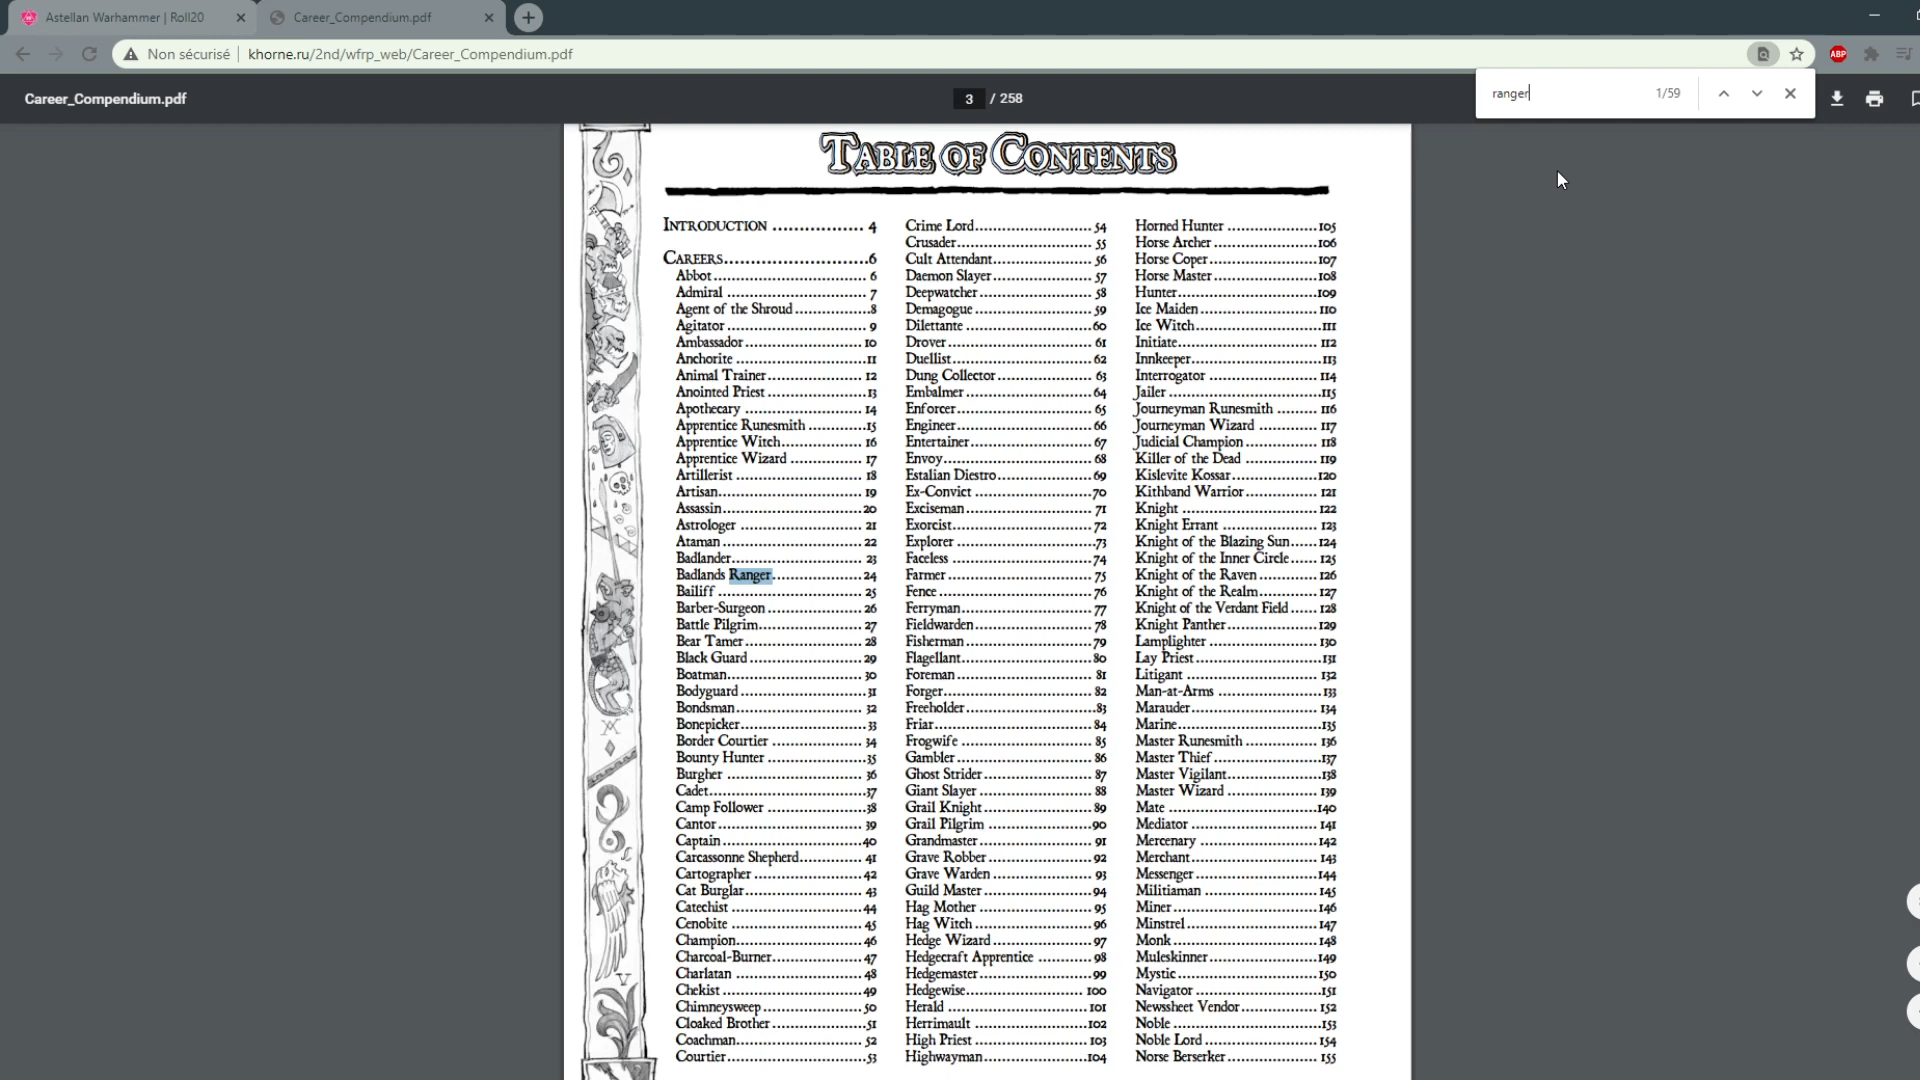 Astellan Warhammer | Roll20
Career_Compendium.pdf
Non sécurisé
khorne.ru/2nd/wfrp_web/Career_Compendium.pdf
ABP
Career_Compendium.pdf
3 / 258
ranger
1/59
TABLE OF CONTENTS
INTRODUCTION ................. 4
CAREERS.........................6
Abbot ........................... 6
Admiral ........................ 7
Agent of the Shroud .............8
Agitator ........................ 9
Ambassador ...................... 10
Anchorite ....................... 11
Animal Trainer................... 12
Anointed Priest ................. 13
Apothecary ...................... 14
Apprentice Runesmith ............15
Apprentice Witch................. 16
Apprentice Wizard ............... 17
Artillerist ..................... 18
Artisan.......................... 19
Assassin......................... 20
Astrologer ...................... 21
Ataman .......................... 22
Badlander........................ 23
Badlands Ranger.................. 24
Bailiff ......................... 25
Barber-Surgeon .................. 26
Battle Pilgrim................... 27
Bear Tamer....................... 28
Black Guard ..................... 29
Boatman.......................... 30
Bodyguard ....................... 31
Bondsman......................... 32
Bonepicker....................... 33
Border Courtier ................. 34
Bounty Hunter ................... 35
Burgher ......................... 36
Cadet............................ 37
Camp Follower ................... 38
Cantor .......................... 39
Captain ......................... 40
Carcassonne Shepherd............. 41
Cartographer .................... 42
Cat Burglar...................... 43
Catechist ....................... 44
Cenobite ........................ 45
Champion......................... 46
Charcoal-Burner.................. 47
Charlatan ....................... 48
Chekist ......................... 49
Chimneysweep .................... 50
Cloaked Brother ................. 51
Coachman......................... 52
Courtier......................... 53
Crime Lord....................... 54
Crusader......................... 55
Cult Attendant................... 56
Daemon Slayer.................... 57
Deepwatcher ..................... 58
Demagogue ....................... 59
Dilettante ...................... 60
Drover .......................... 61
Duellist......................... 62
Dung Collector................... 63
Embalmer ........................ 64
Enforcer......................... 65
Engineer......................... 66
Entertainer...................... 67
Envoy............................ 68
Estalian Diestro................. 69
Ex-Convict ...................... 70
Exciseman ....................... 71
Exorcist......................... 72
Explorer ........................ 73
Faceless ........................ 74
Farmer .......................... 75
Fence ........................... 76
Ferryman......................... 77
Fieldwarden ..................... 78
Fisherman ....................... 79
Flagellant....................... 80
Foreman ......................... 81
Forger........................... 82
Freeholder....................... 83
Friar............................ 84
Frogwife ........................ 85
Gambler ......................... 86
Ghost Strider.................... 87
Giant Slayer .................... 88
Grail Knight..................... 89
Grail Pilgrim ................... 90
Grandmaster ..................... 91
Grave Robber .................... 92
Grave Warden .................... 93
Guild Master .................... 94
Hag Mother ...................... 95
Hag Witch ....................... 96
Hedge Wizard..................... 97
Hedgecraft Apprentice ........... 98
Hedgemaster...................... 99
Hedgewise........................ 100
Herald .......................... 101
Herrimault ...................... 102
High Priest ..................... 103
Highwayman....................... 104
Horned Hunter ................... 105
Horse Archer .................... 106
Horse Coper...................... 107
Horse Master..................... 108
Hunter........................... 109
Ice Maiden ...................... 110
Ice Witch........................ 111
Initiate......................... 112
Innkeeper........................ 113
Interrogator .................... 114
Jailer .......................... 115
Journeyman Runesmith ............ 116
Journeyman Wizard ............... 117
Judicial Champion ............... 118
Killer of the Dead .............. 119
Kislevite Kossar................. 120
Kithband Warrior................. 121
Knight .......................... 122
Knight Errant ................... 123
Knight of the Blazing Sun...... 124
Knight of the Inner Circle...... 125
Knight of the Raven ............. 126
Knight of the Realm.............. 127
Knight of the Verdant Field ...... 128
Knight Panther................... 129
Lamplighter ..................... 130
Lay Priest....................... 131
Litigant ........................ 132
Man-at-Arms ..................... 133
Marauder......................... 134
Marine........................... 135
Master Runesmith ................ 136
Master Thief..................... 137
Master Vigilant.................. 138
Master Wizard ................... 139
Mate ............................ 140
Mediator ........................ 141
Mercenary ....................... 142
Merchant......................... 143
Messenger ....................... 144
Militiaman ...................... 145
Miner ........................... 146
Minstrel......................... 147
Monk ............................ 148
Muleskinner...................... 149
Mystic........................... 150
Navigator ....................... 151
Newssheet Vendor................. 152
Noble ........................... 153
Noble Lord ...................... 154
Norse Berserker.................. 155